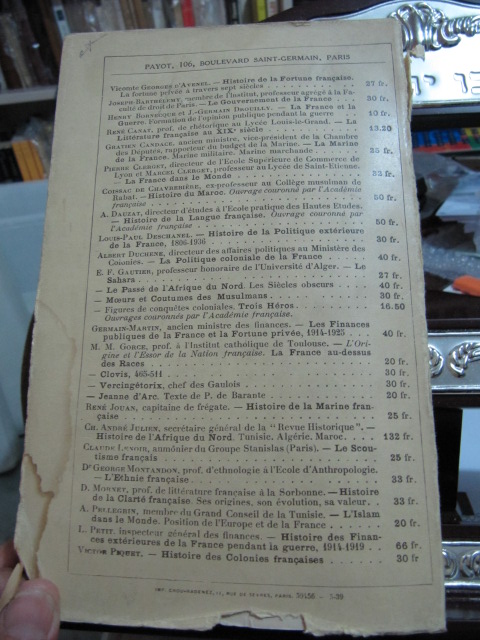 PAYOT, 106, BOULEVARD SAINT-GERMAIN, PARIS
Vicomte GEORGES D'AVENEL. — Histoire de la Fortune française.
La fortune privée à travers sept siècles . . . . . . . . . . 27 fr.
JOSEPH-BARTHÉLEMY, membre de l'Institut, professeur agrégé à la Faculté
culté de droit de Paris. — Le Gouvernement de la France . . . 30 fr.
HENRY BONNÈQUE et J.-GERMAIN DROUILLY. — La France et la
Guerre. Formation de l'opinion publique pendant la guerre . . 10 fr.
RENÉ CANAT, prof. de rhétorique au Lycée Louis-le-Grand. — La
Littérature française au XIXe siècle . . . . . . . . . . 13.20
GRATIEN CANDACE, ancien ministre, vice-président de la Chambre
des Députés, rapporteur du budget de la Marine. — La Marine
de la France. Marine militaire. Marine marchande . . . . 25 fr.
PIERRE CLERGET, directeur de l'École Supérieure de Commerce de
Lyon et MARCEL CLERGET, professeur au Lycée de Saint-Étienne.
— La France dans le Monde . . . . . . . . . . fr.
COISSAC DE CHAVREBIÈRE, ex-professeur au Collège musulman de
Rabat. — Histoire du Maroc. Ouvrage couronné par l'Académie
française . . . . . . . . . . 50 fr.
A. DAUZAT, directeur d'études à l'École pratique des Hautes Etudes.
— Histoire de la Langue française. Ouvrage couronné par
l'Académie française . . . . . . . . . . 50 fr.
LOUIS-PAUL DESCHANEL. — Histoire de la Politique extérieure
de la France, 1806-1936 . . . . . . . . . . 30 fr.
ALBERT DUCHÊNE, directeur des affaires politiques au Ministère des
Colonies. — La Politique coloniale de la France . . . . 40 fr.
E. F. GAUTIER, professeur honoraire de l'Université d'Alger. — Le
Sahara . . . . . . . . . . 27 fr.
— Le Passé de l'Afrique du Nord. Les Siècles obscurs . . . 40 fr.
— Mœurs et Coutumes des Musulmans . . . . . . . . 30 fr.
— Figures de conquêtes coloniales. Trois Héros . . . . . 16.50
Ouvrages couronnés par l'Académie française.
GERMAIN-MARTIN, ancien ministre des finances. — Les Finances
publiques de la France et la Fortune privée, 1914-1925 . . 40 fr.
M. M. GORCE, prof. à l'Institut catholique de Toulouse. — L'Origine
gine et l'Essor de la Nation française. La France au-dessus
des Races . . . . . . . . . . 20 fr.
— Clovis, 465-511 . . . . . . . . . . 30 fr.
— Vercingétorix, chef des Gaulois . . . . . . . . 30 fr.
— Jeanne d'Arc. Texte de P. de Barante . . . . . . 20 fr.
RENÉ JOUAN, capitaine de frégate. — Histoire de la Marine française
çaise . . . . . . . . . . 25 fr.
CH. ANDRÉ JULIEN, secrétaire général de la "Revue Historique". —
Histoire de l'Afrique du Nord. Tunisie. Algérie. Maroc. . . . 132 fr.
CLAUDE LENOIR, aumônier du Groupe Stanislas (Paris). — Le Scoutisme
tisme français . . . . . . . . . . 25 fr.
Dr GEORGE MONTANDON, prof. d'ethnologie à l'Ecole d'Anthropologie.
— L'Ethnie française . . . . . . . . . . 33 fr.
D. MORNET, prof. de littérature française à la Sorbonne. — Histoire
de la Clarté française. Ses origines, son évolution, sa valeur. . 33 fr.
A. PELLEGRIN, membre du Grand Conseil de la Tunisie. — L'Islam
dans le Monde. Position de l'Europe et de la France . . . 20 fr.
L. PETIT, inspecteur général des finances. — Histoire des Finances
ces extérieures de la France pendant la guerre, 1914-1919 . . 66 fr.
VICTOR PIQUET. — Histoire des Colonies françaises . . . . 30 fr